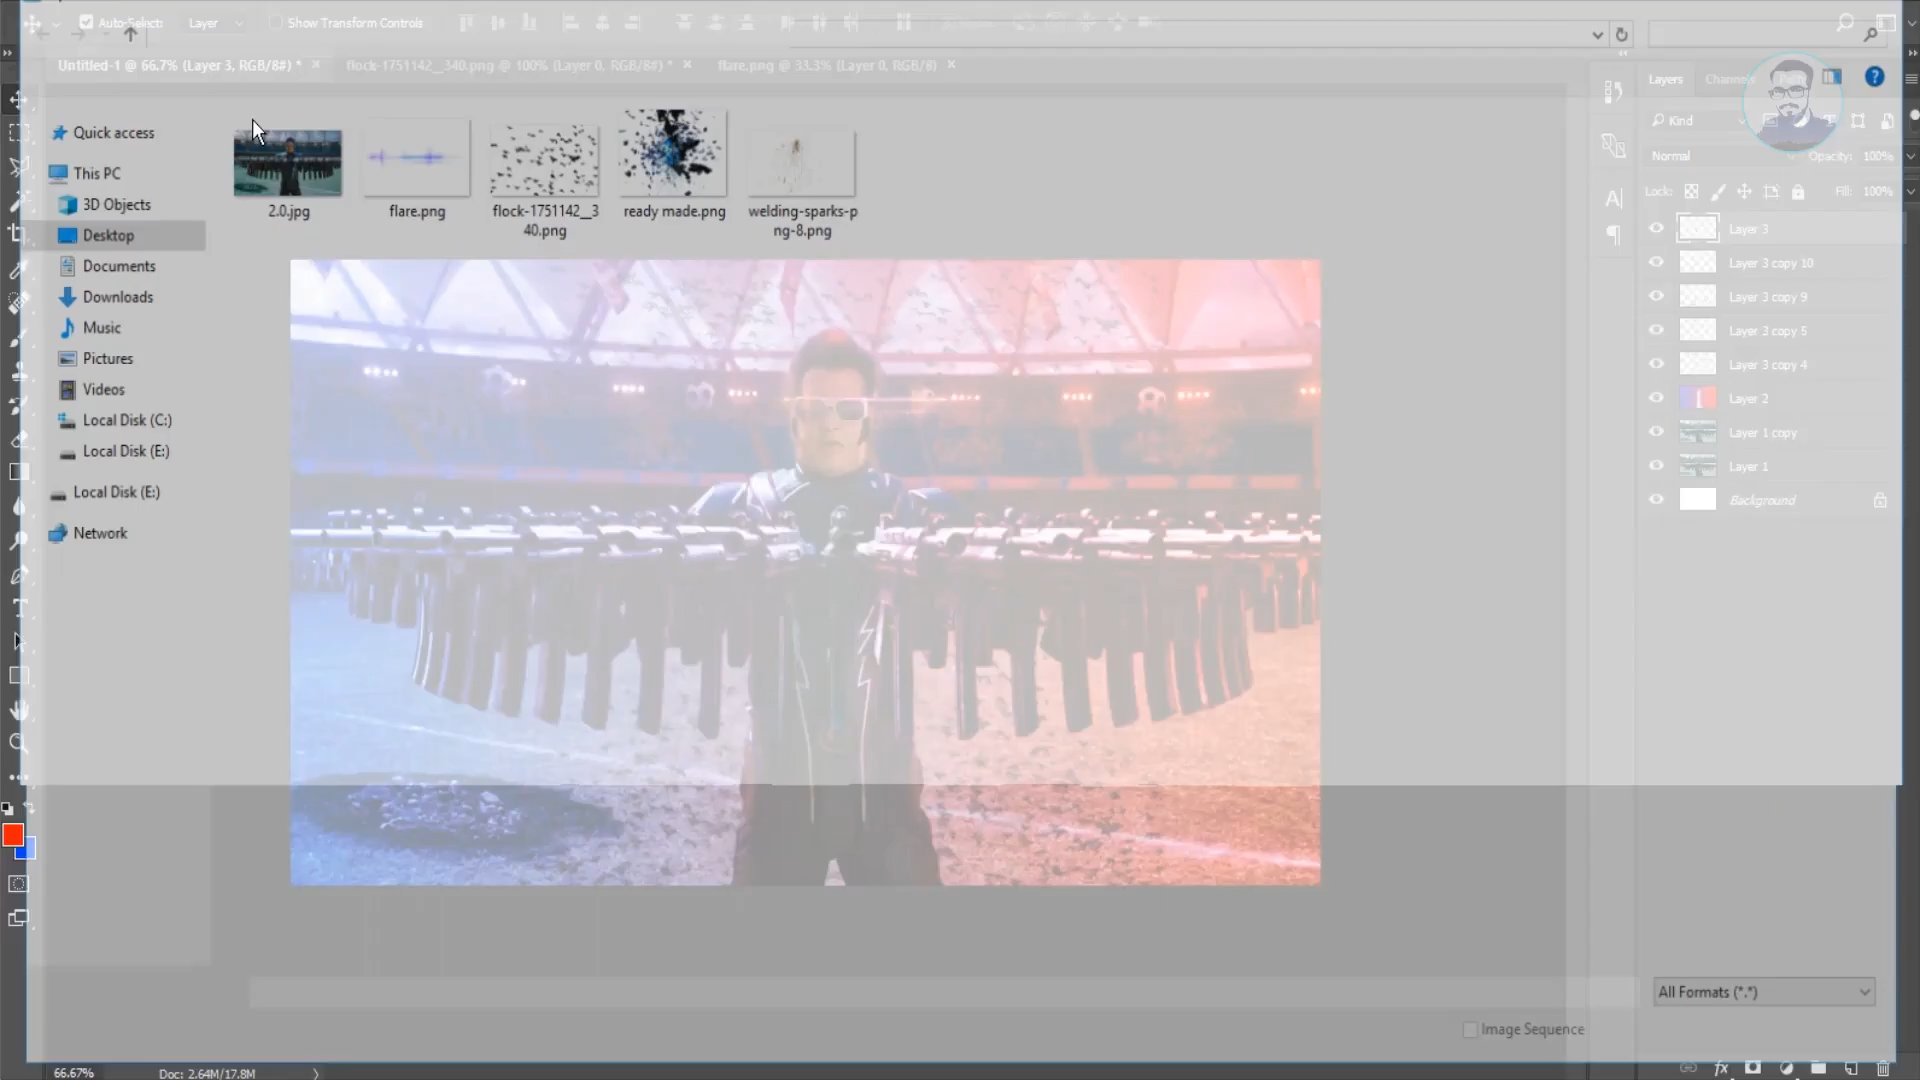 Auto-Select:
Layer
Show Transform Controls
Untitled-1 @ 66.7% (Layer 3, RGB/8#) *
flock-1751142__340.png @ 100% (Layer 0, RGB/8#) *
flare.png @ 33.3% (Layer 0, RGB/8)
Layers
Channels
Quick access
This PC
3D Objects
Desktop
Documents
Downloads
Music
Pictures
Videos
Local Disk (C:)
Local Disk (E:)
Local Disk (E:)
Network
2.0.jpg
flare.png
flock-1751142__3
40.png
ready made.png
welding-sparks-p
ng-8.png
Kind
Normal
Opacity: 100%
Lock:
Fill: 100%
Layer 3
Layer 3 copy 10
Layer 3 copy 9
Layer 3 copy 5
Layer 3 copy 4
Layer 2
Layer 1 copy
Layer 1
Background
All Formats (*.*)
Image Sequence
66.67%
Doc: 2.64M/17.8M
fx